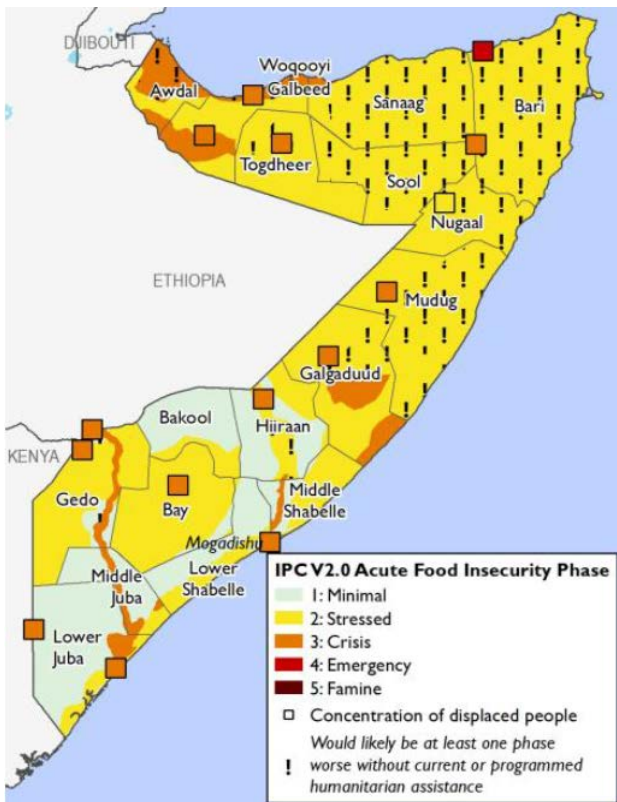 DJIBOUTI
Awdal
Woqooyi
Galbeed
Sanaag
Bari
Togdheer
Sool
Nugaal
ETHIOPIA
Mudug
Galgaduud
Bakool
Hiiraan
KENYA
Gedo
Bay
Middle
Shabelle
Mogadishu
Lower
Shabelle
Middle
Juba
Lower
Juba
IPC V2.0 Acute Food Insecurity Phase
1: Minimal
2: Stressed
3: Crisis
4: Emergency
5: Famine
Concentration of displaced people
Would likely be at least one phase
! worse without current or programmed
humanitarian assistance